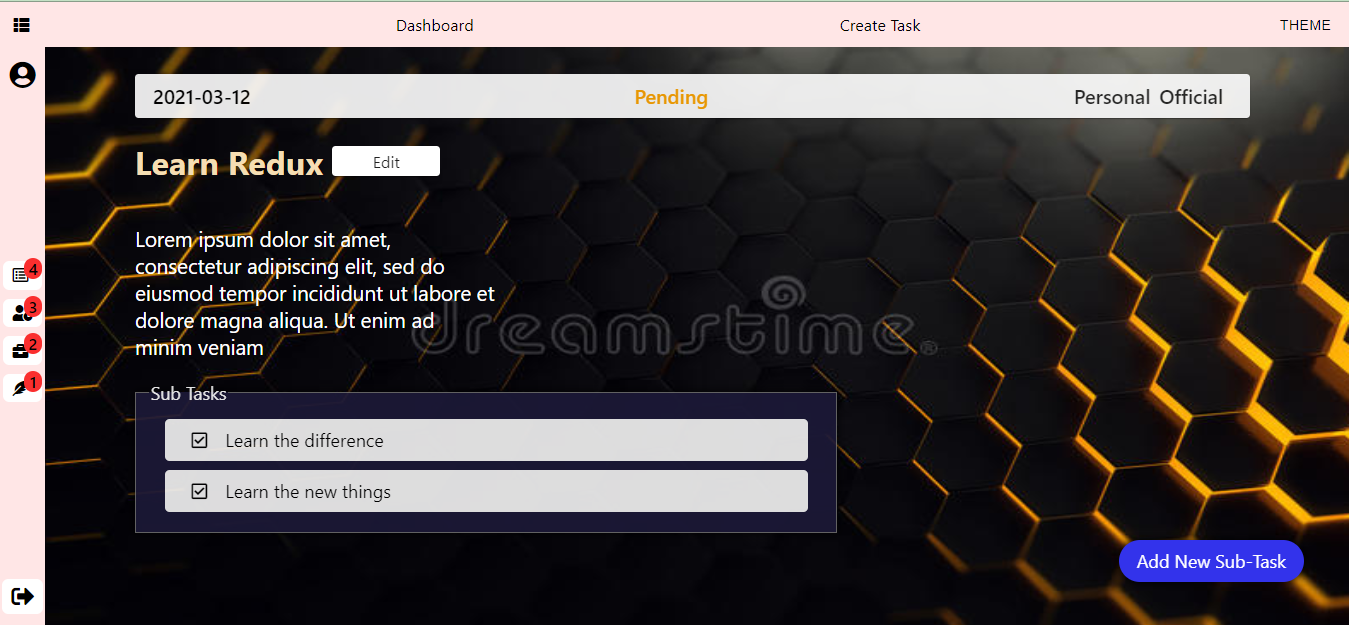 Dashboard
Create Task
THEME
2021-03-12
Pending
Personal Official
Learn Redux
Edit
Lorem ipsum dolor sit amet,
consectetur adipiscing elit, sed do
eiusmod tempor incididunt ut labore et
dolore magna aliqua. Ut enim ad
minim veniam
dreamstime.®
4
3
2
1
Sub Tasks
Learn the difference
Learn the new things
Add New Sub-Task